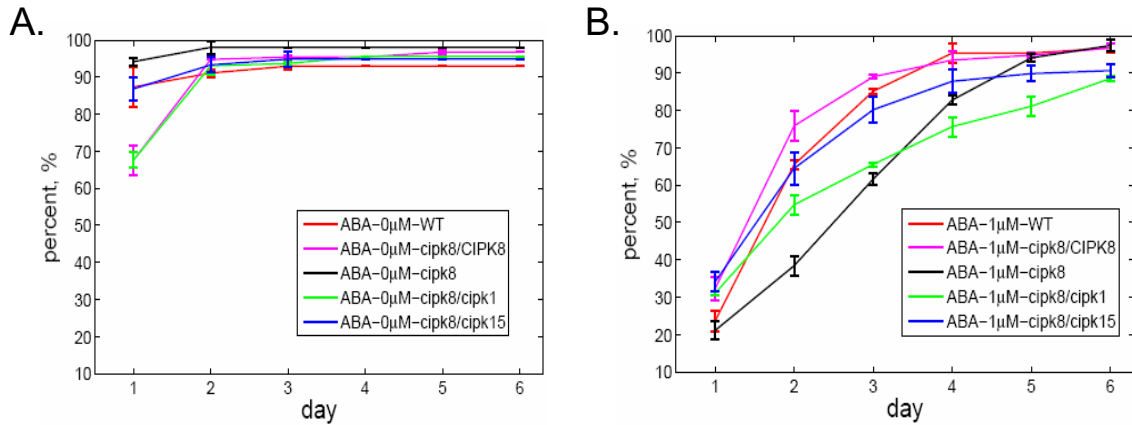 A.
100
90
80
70
60
50
40
30
20
10
percent, %
ABA-0μM-WT
ABA-0μM-cipk8/CIPK8
ABA-0μM-cipk8
ABA-0μM-cipk8/cipk1
ABA-0μM-cipk8/cipk15
1 2 3 4 5 6
day
B.
100
90
80
70
60
50
40
30
20
10
percent, %
ABA-1μM-WT
ABA-1μM-cipk8/CIPK8
ABA-1μM-cipk8
ABA-1μM-cipk8/cipk1
ABA-1μM-cipk8/cipk15
1 2 3 4 5 6
day